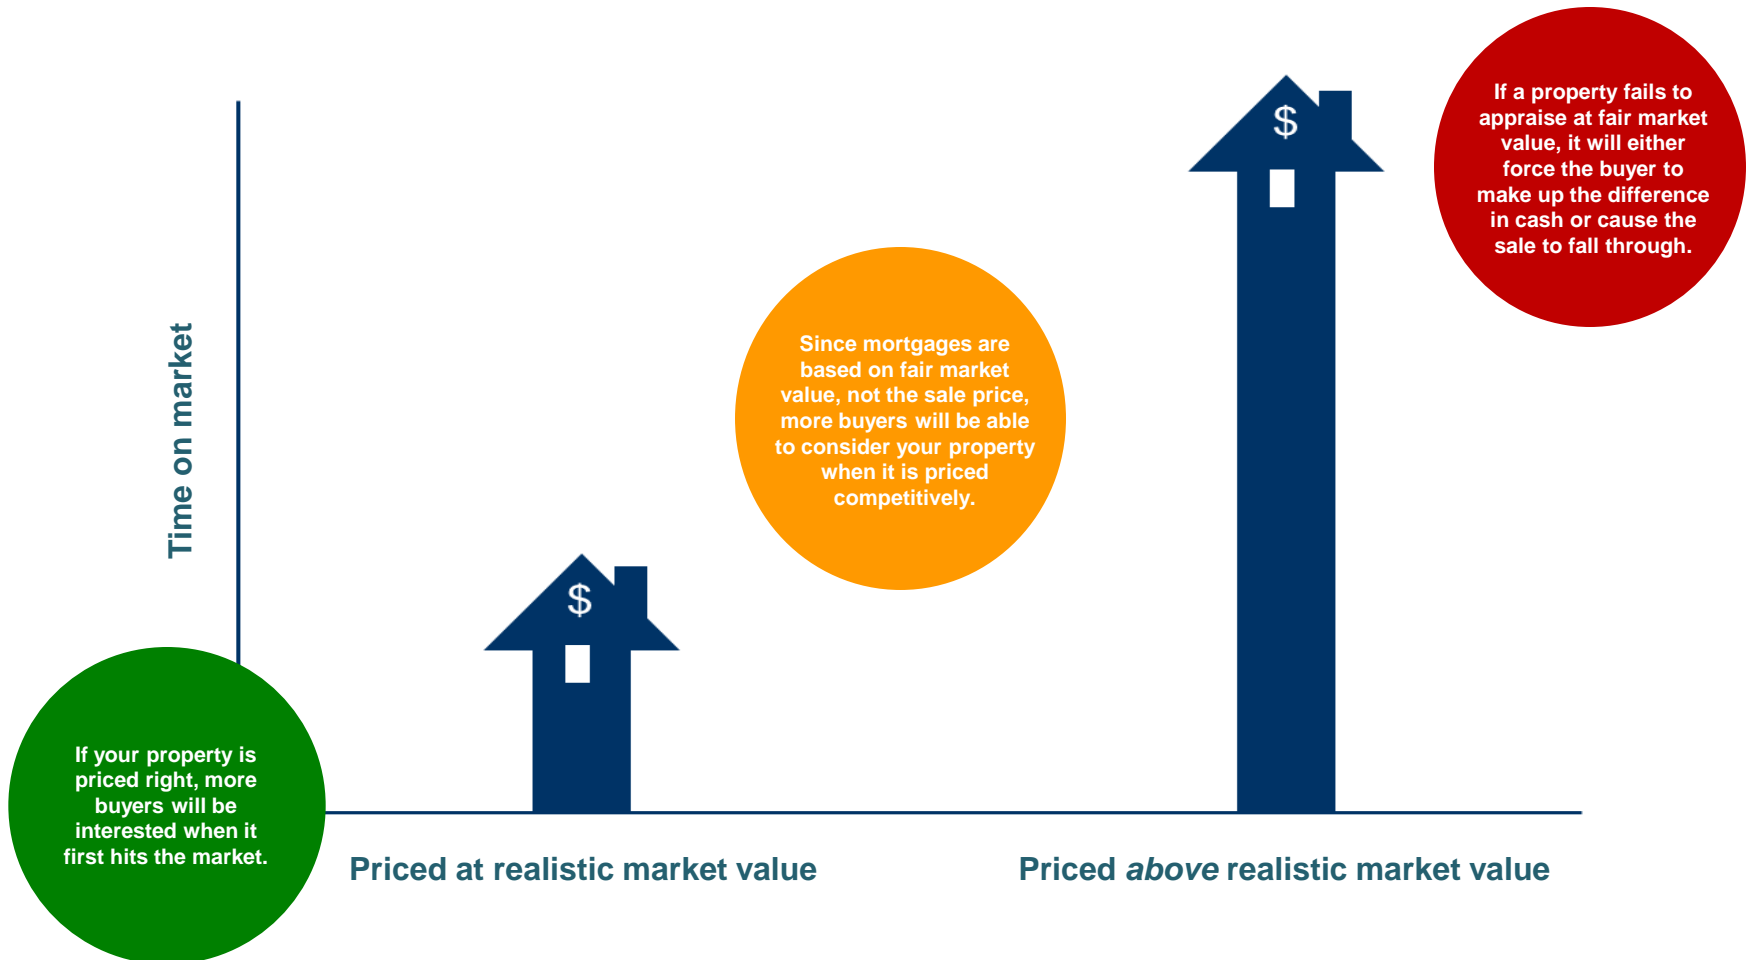 If a property fails to
appraise at fair market
value, it will either
force the buyer to
make up the difference
in cash or cause the
sale to fall through.
$
Since mortgages are
based on fair market
value, not the sale price,
more buyers will be able
to consider your property
when it is priced
competitively.
Time on market
$
If your property is
priced right, more
buyers will be
interested when it
first hits the market.
Priced at realistic market value
Priced above realistic market value